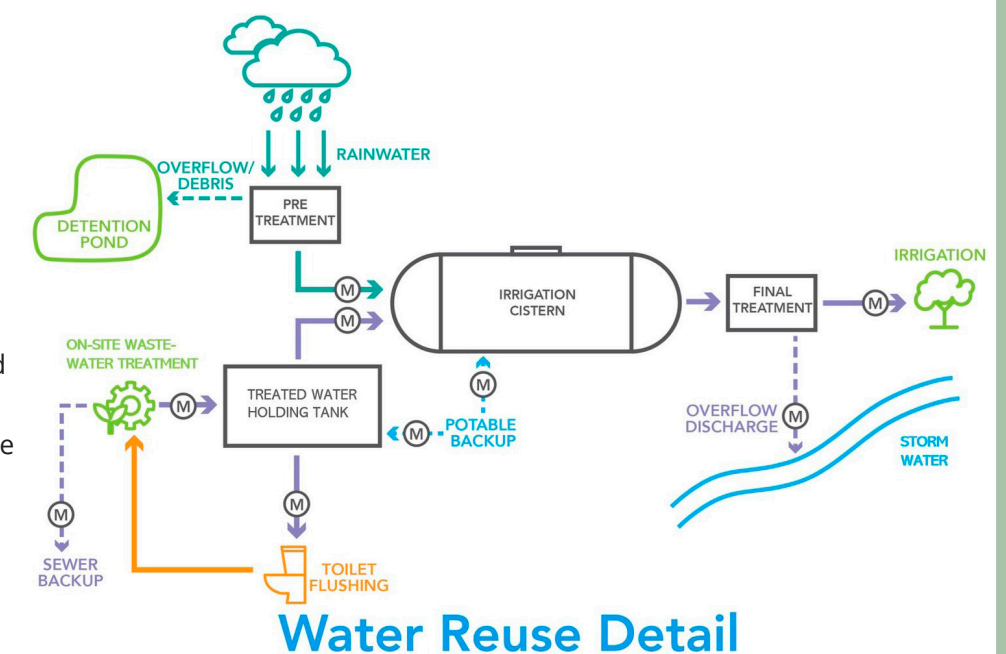 RAINWATER
OVERFLOW/
DEBRIS
PRE
TREATMENT
DETENTION
POND
IRRIGATION
M
IRRIGATION
CISTERN
FINAL
TREATMENT
M
M
ON-SITE WASTE-
WATER TREATMENT
TREATED WATER
HOLDING TANK
M
M
M
POTABLE
BACKUP
OVERFLOW
DISCHARGE
M
STORM
WATER
M
M
SEWER
BACKUP
TOILET
FLUSHING
Water Reuse Detail